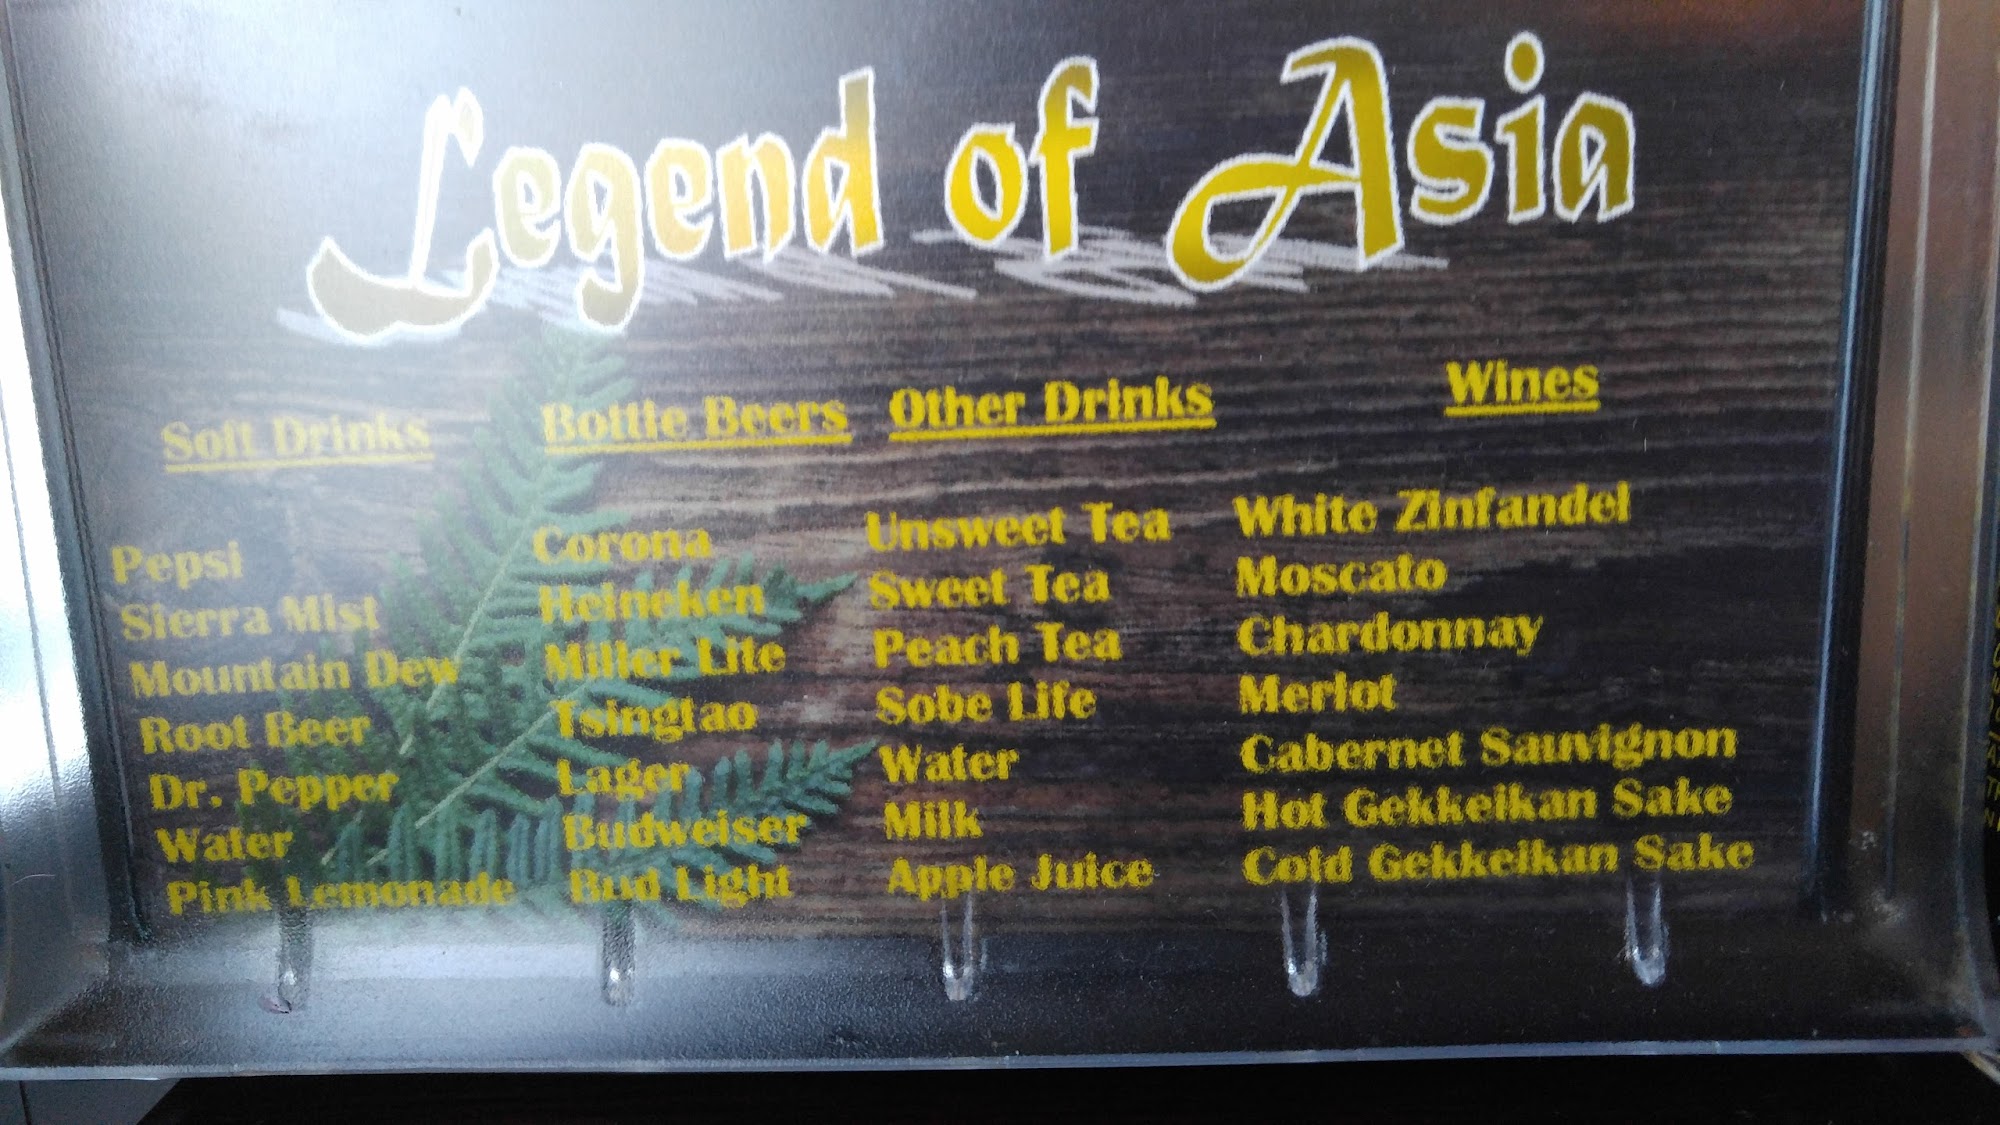 Legend of Asia
Soft Drinks
Pepsi
Sierra Mist
Mountain Dew
Root Beer
Dr. Pepper
Water
Pink Lemonade
Bottle Beers
Corona
Heineken
Miller Lite
Tsingtao
Lager
Budweiser
Bud Light
Other Drinks
Unsweet Tea
Sweet Tea
Peach Tea
Sobe Life
Water
Milk
Apple Juice
Wines
White Zinfandel
Moscato
Chardonnay
Merlot
Cabernet Sauvignon
Hot Gekkeikan Sake
Cold Gekkeikan Sake